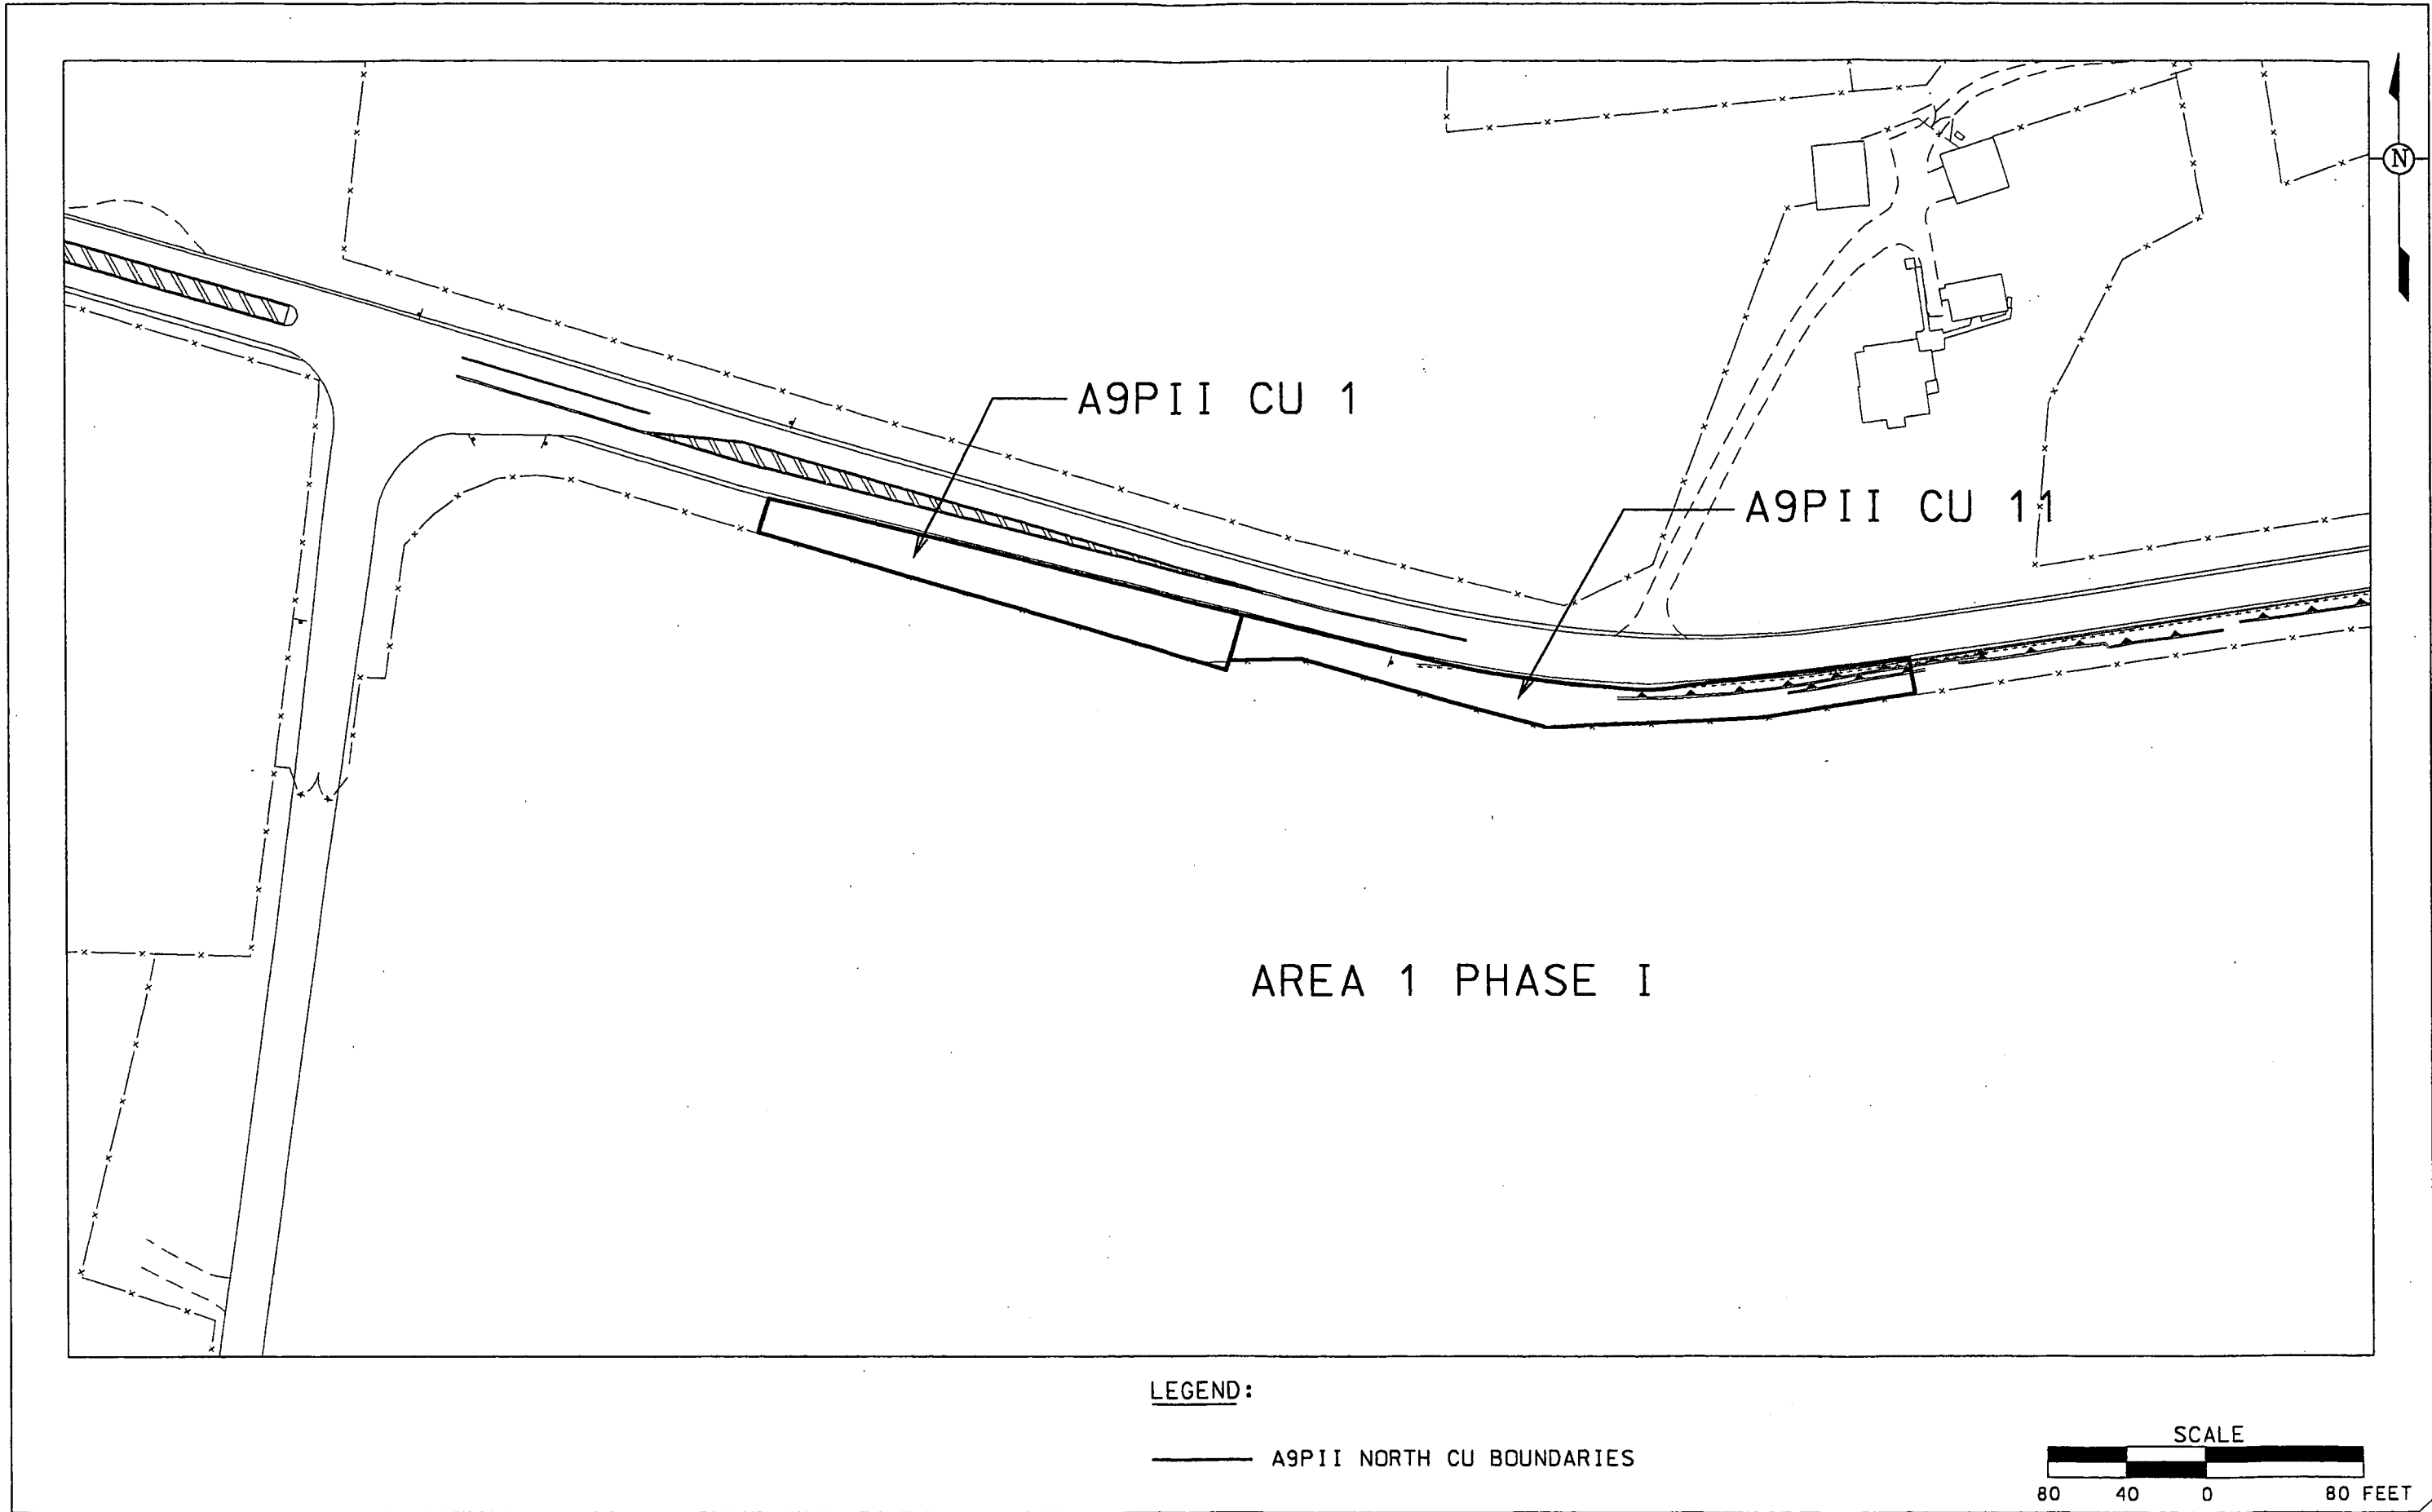 N
A9PII CU 1
A9PII CU 11
AREA 1 PHASE I
LEGEND:
A9PII NORTH CU BOUNDARIES
SCALE
80 40 0 80 FEET